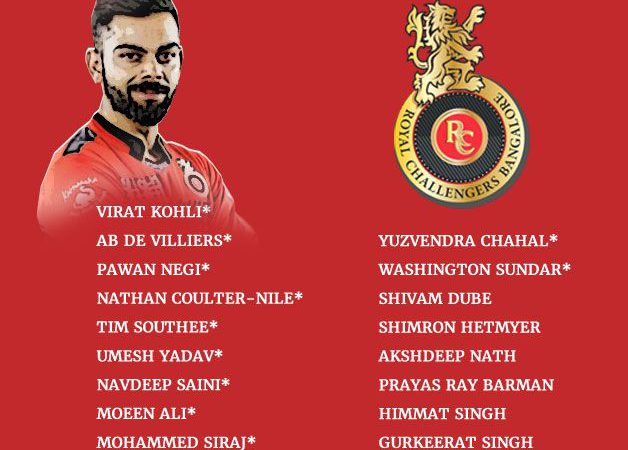 RC
ROYAL CHALLENGERS BANGALORE
VIRAT KOHLI*
AB DE VILLIERS*
PAWAN NEGI*
NATHAN COULTER-NILE*
TIM SOUTHEE*
UMESH YADAV*
NAVDEEP SAINI*
MOEEN ALI*
MOHAMMED SIRAJ*
YUZVENDRA CHAHAL*
WASHINGTON SUNDAR*
SHIVAM DUBE
SHIMRON HETMYER
AKSHDEEP NATH
PRAYAS RAY BARMAN
HIMMAT SINGH
GURKEERAT SINGH